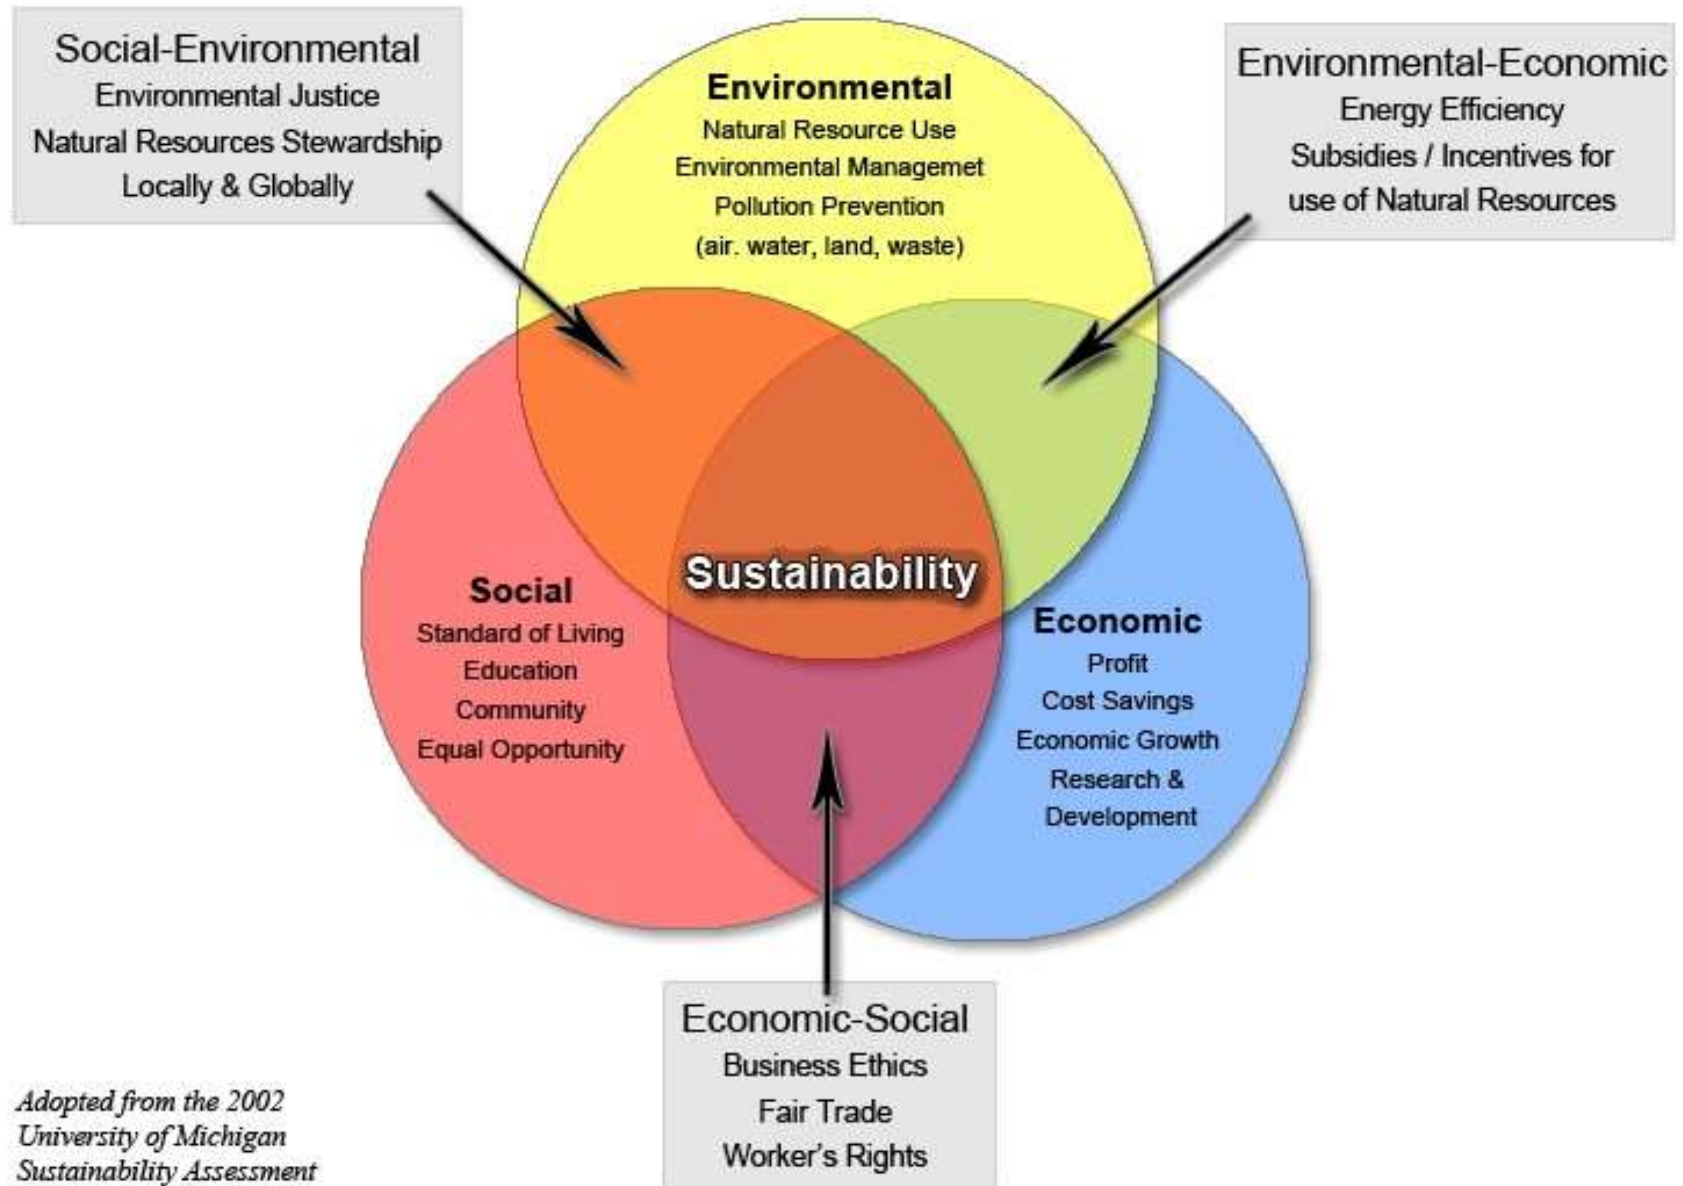 Social-Environmental
Environmental Justice
Natural Resources Stewardship
Locally & Globally
Environmental
Natural Resource Use
Environmental Managemet
Pollution Prevention
(air. water, land, waste)
Environmental-Economic
Energy Efficiency
Subsidies / Incentives for
use of Natural Resources
Sustainability
Social
Standard of Living
Education
Community
Equal Opportunity
Economic
Profit
Cost Savings
Economic Growth
Research &
Development
Economic-Social
Business Ethics
Fair Trade
Worker's Rights
Adopted from the 2002
University of Michigan
Sustainability Assessment